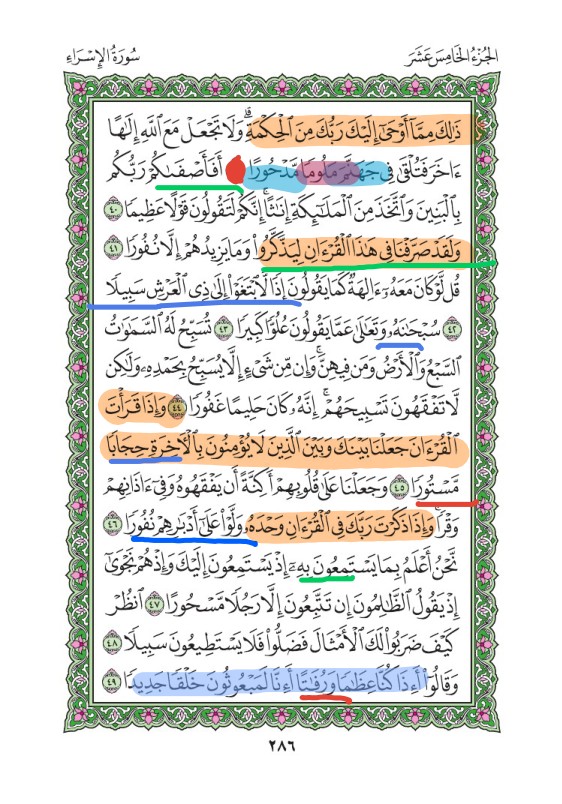 الجُزْءُ الخَامِسَ عَشَرَ
سُورَةُ الإِسْرَاءِ
ذَٰلِكَ مِمَّآ أَوْحَىٰٓ إِلَيْكَ رَبُّكَ مِنَ ٱلْحِكْمَةِۗ وَلَا تَجْعَلْ مَعَ ٱللَّهِ إِلَٰهًا
ءَاخَرَ فَتُلْقَىٰ فِي جَهَنَّمَ مَلُومًا مَّدْحُورًا أَفَأَصْفَىٰكُمْ رَبُّكُم
بِٱلْبَنِينَ وَٱتَّخَذَ مِنَ ٱلْمَلَٰٓئِكَةِ إِنَٰثًاۚ إِنَّكُمْ لَتَقُولُونَ قَوْلًا عَظِيمًا ٤٠
وَلَقَدْ صَرَّفْنَا فِي هَٰذَا ٱلْقُرْءَانِ لِيَذَّكَّرُوا۟ وَمَا يَزِيدُهُمْ إِلَّا نُفُورًا ٤١
قُل لَّوْ كَانَ مَعَهُۥٓ ءَالِهَةٌ كَمَا يَقُولُونَ إِذًا لَّٱبْتَغَوْا۟ إِلَىٰ ذِي ٱلْعَرْشِ سَبِيلًا
٤٢ سُبْحَٰنَهُۥ وَتَعَٰلَىٰ عَمَّا يَقُولُونَ عُلُوًّا كَبِيرًا ٤٣ تُسَبِّحُ لَهُ ٱلسَّمَٰوَٰتُ
ٱلسَّبْعُ وَٱلْأَرْضُ وَمَن فِيهِنَّۚ وَإِن مِّن شَيْءٍ إِلَّا يُسَبِّحُ بِحَمْدِهِۦ وَلَٰكِن
لَّا تَفْقَهُونَ تَسْبِيحَهُمْۗ إِنَّهُۥ كَانَ حَلِيمًا غَفُورًا ٤٤ وَإِذَا قَرَأْتَ
ٱلْقُرْءَانَ جَعَلْنَا بَيْنَكَ وَبَيْنَ ٱلَّذِينَ لَا يُؤْمِنُونَ بِٱلْءَاخِرَةِ حِجَابًا
مَّسْتُورًا ٤٥ وَجَعَلْنَا عَلَىٰ قُلُوبِهِمْ أَكِنَّةً أَن يَفْقَهُوهُ وَفِيٓ ءَاذَانِهِمْ
وَقْرًاۚ وَإِذَا ذَكَرْتَ رَبَّكَ فِي ٱلْقُرْءَانِ وَحْدَهُۥ وَلَّوْا۟ عَلَىٰٓ أَدْبَٰرِهِمْ نُفُورًا ٤٦
نَّحْنُ أَعْلَمُ بِمَا يَسْتَمِعُونَ بِهِۦٓ إِذْ يَسْتَمِعُونَ إِلَيْكَ وَإِذْ هُمْ نَجْوَىٰٓ
إِذْ يَقُولُ ٱلظَّٰلِمُونَ إِن تَتَّبِعُونَ إِلَّا رَجُلًا مَّسْحُورًا ٤٧ ٱنظُرْ
كَيْفَ ضَرَبُوا۟ لَكَ ٱلْأَمْثَالَ فَضَلُّوا۟ فَلَا يَسْتَطِيعُونَ سَبِيلًا ٤٨
وَقَالُوٓا۟ أَءِذَا كُنَّا عِظَٰمًا وَرُفَٰتًا أَءِنَّا لَمَبْعُوثُونَ خَلْقًا جَدِيدًا ٤٩
٢٨٦